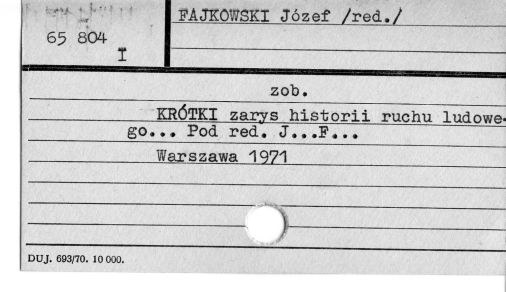 FAJKOWSKI Józef /red./
65 804
I
zob.
KRÓTKI zarys historii ruchu ludowe-
go... Pod red. J...F...
Warszawa 1971
DUJ. 693/70. 10 000.